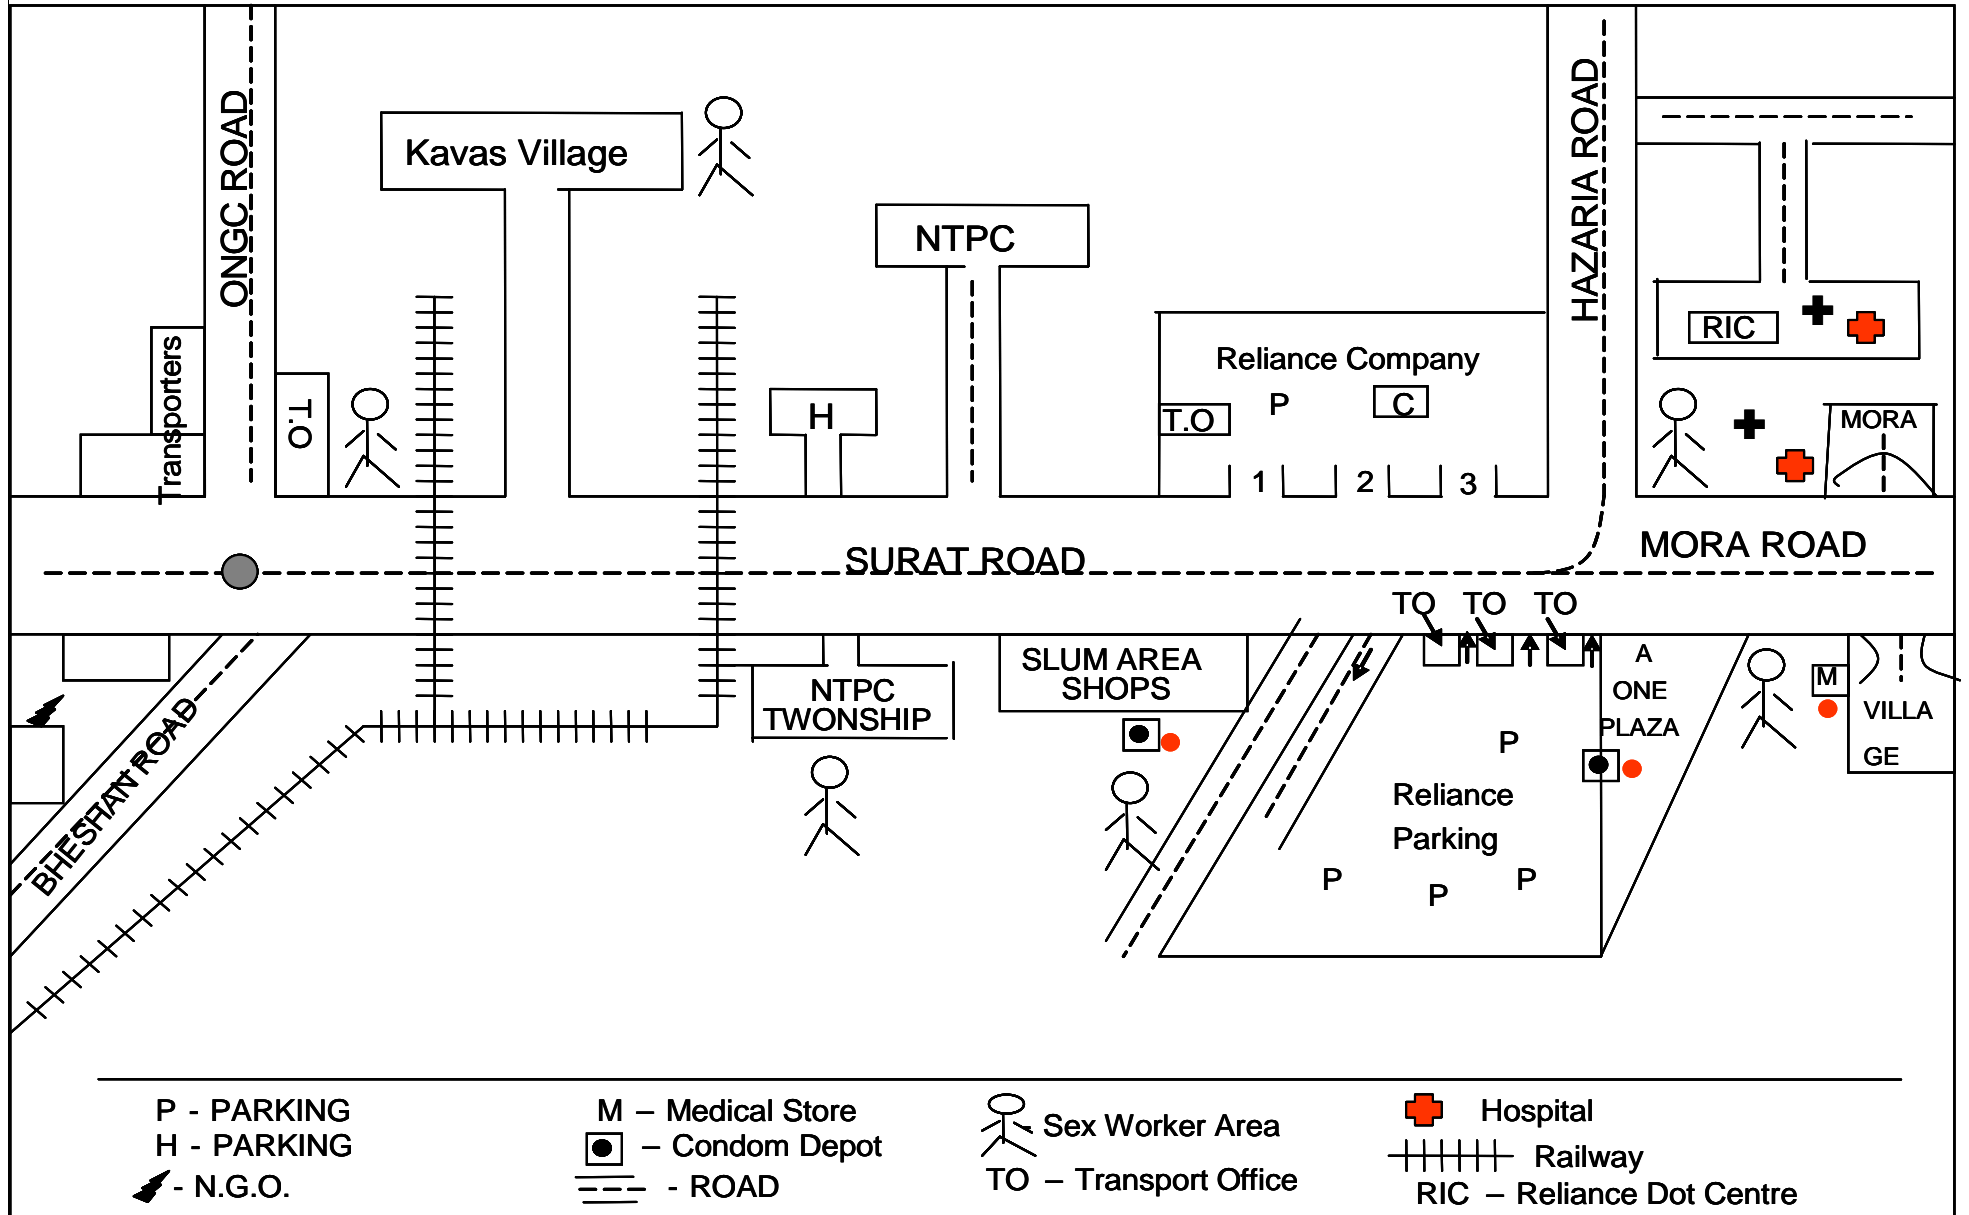 ONGC ROAD
Kavas Village
HAZARIA ROAD
NTPC
RIC
Transporters
T.O
H
Reliance Company
T.O
P
C
MORA
1
2
3
SURAT ROAD
MORA ROAD
TO
TO
TO
NTPC
TWONSHIP
SLUM AREA
SHOPS
A
ONE
PLAZA
M
VILLA
GE
BHESHAN ROAD
P
Reliance
Parking
P
P
P
P - PARKING
H - PARKING
- N.G.O.
M – Medical Store
– Condom Depot
- ROAD
Sex Worker Area
TO – Transport Office
Hospital
Railway
RIC – Reliance Dot Centre